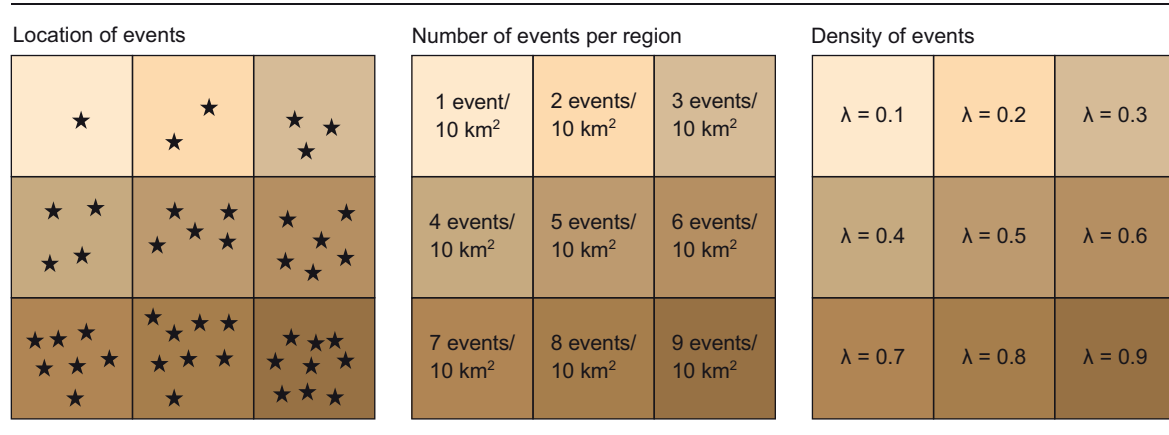 Location of events
Number of events per region
Density of events
1 event/
10 km²
2 events/
10 km²
3 events/
10 km²
4 events/
10 km²
5 events/
10 km²
6 events/
10 km²
7 events/
10 km²
8 events/
10 km²
9 events/
10 km²
λ = 0.1
λ = 0.2
λ = 0.3
λ = 0.4
λ = 0.5
λ = 0.6
λ = 0.7
λ = 0.8
λ = 0.9